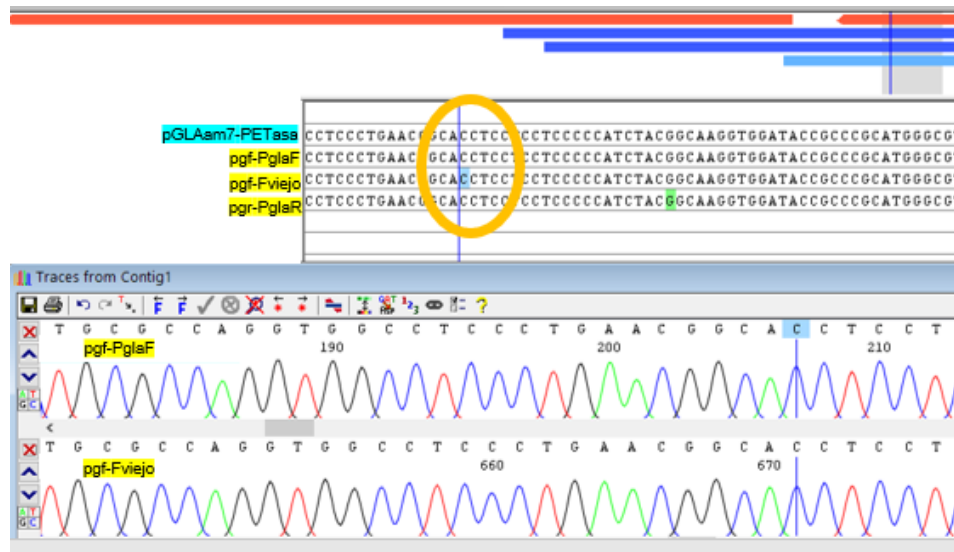 pGLAam7-PETasa CCTCCCTGAACGGCACCTCCTCCTCCCCCATCTACGGCAAGGTGGATACCGCCCGCATGGGCG
pgf-PglaF CCTCCCTGAACGGCACCTCCTCCTCCCCCATCTACGGCAAGGTGGATACCGCCCGCATGGGCG
pgf-Fviejo CCTCCCTGAACGGCACCTCCTCCTCCCCCATCTACGGCAAGGTGGATACCGCCCGCATGGGCG
pgr-PglaR CCTCCCTGAACGGCACCTCCTCCTCCCCCATCTACGGCAAGGTGGATACCGCCCGCATGGGCG
Traces from Contig1
T G C G C C A G G T G G C C T C C C T G A A C G G C A C C T C C T
pgf-PglaF 190 200 210
T G C G C C A G G T G G C C T C C C T G A A C G G C A C C T C C T
pgf-Fviejo 660 670